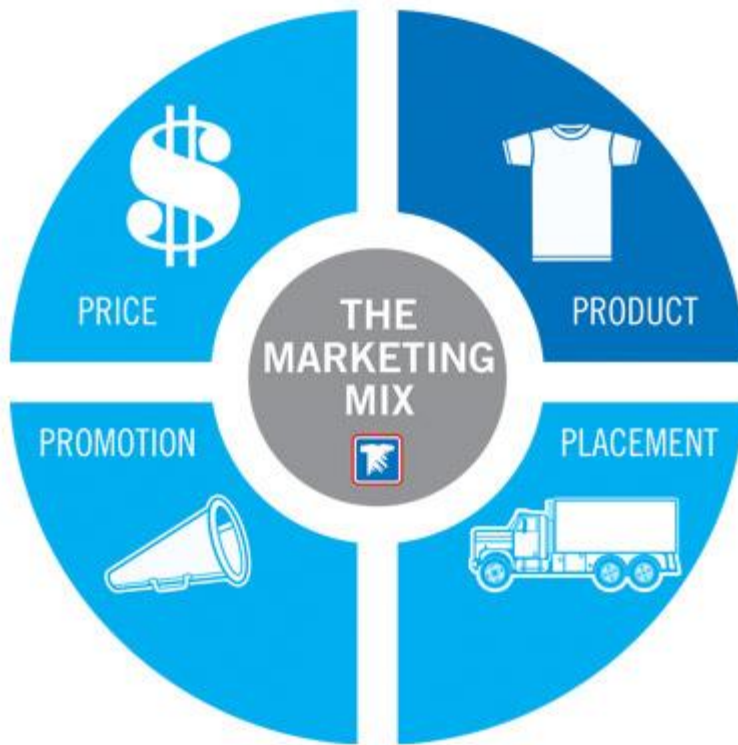 PRICE
PRODUCT
THE
MARKETING
MIX
PROMOTION
PLACEMENT